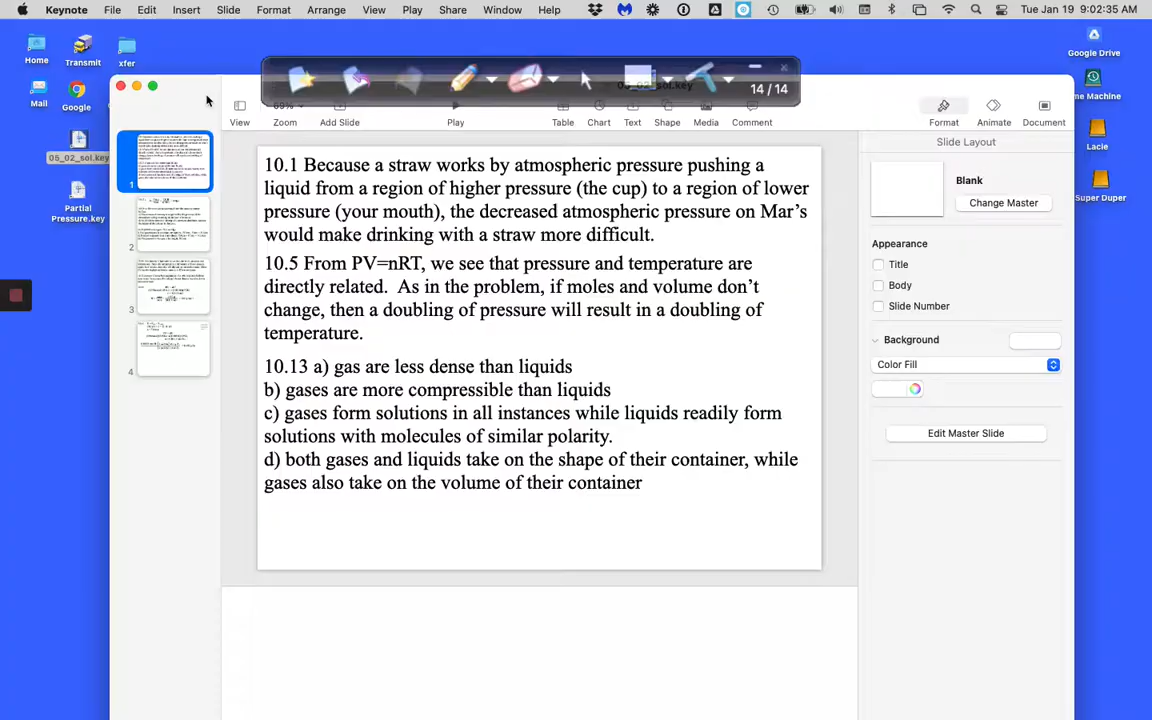 Keynote File Edit Insert Slide Format Arrange View Play Share Window Help Tue Jan 19 9:02:35 AM
Home
Transmit
xfer
Mail
Google
05_02_sol.key
Partial
Pressure.key
Google Drive
me Machine
Lacie
Super Duper
14 / 14
View Zoom Add Slide Play Table Chart Text Shape Media Comment Format Animate Document
1
2
3
4
10.1 Because a straw works by atmospheric pressure pushing a
liquid from a region of higher pressure (the cup) to a region of lower
pressure (your mouth), the decreased atmospheric pressure on Mar’s
would make drinking with a straw more difficult.
10.5 From PV=nRT, we see that pressure and temperature are
directly related. As in the problem, if moles and volume don’t
change, then a doubling of pressure will result in a doubling of
temperature.
10.13 a) gas are less dense than liquids
b) gases are more compressible than liquids
c) gases form solutions in all instances while liquids readily form
solutions with molecules of similar polarity.
d) both gases and liquids take on the shape of their container, while
gases also take on the volume of their container
Slide Layout
Blank
Change Master
Appearance
Title
Body
Slide Number
Background
Color Fill
Edit Master Slide